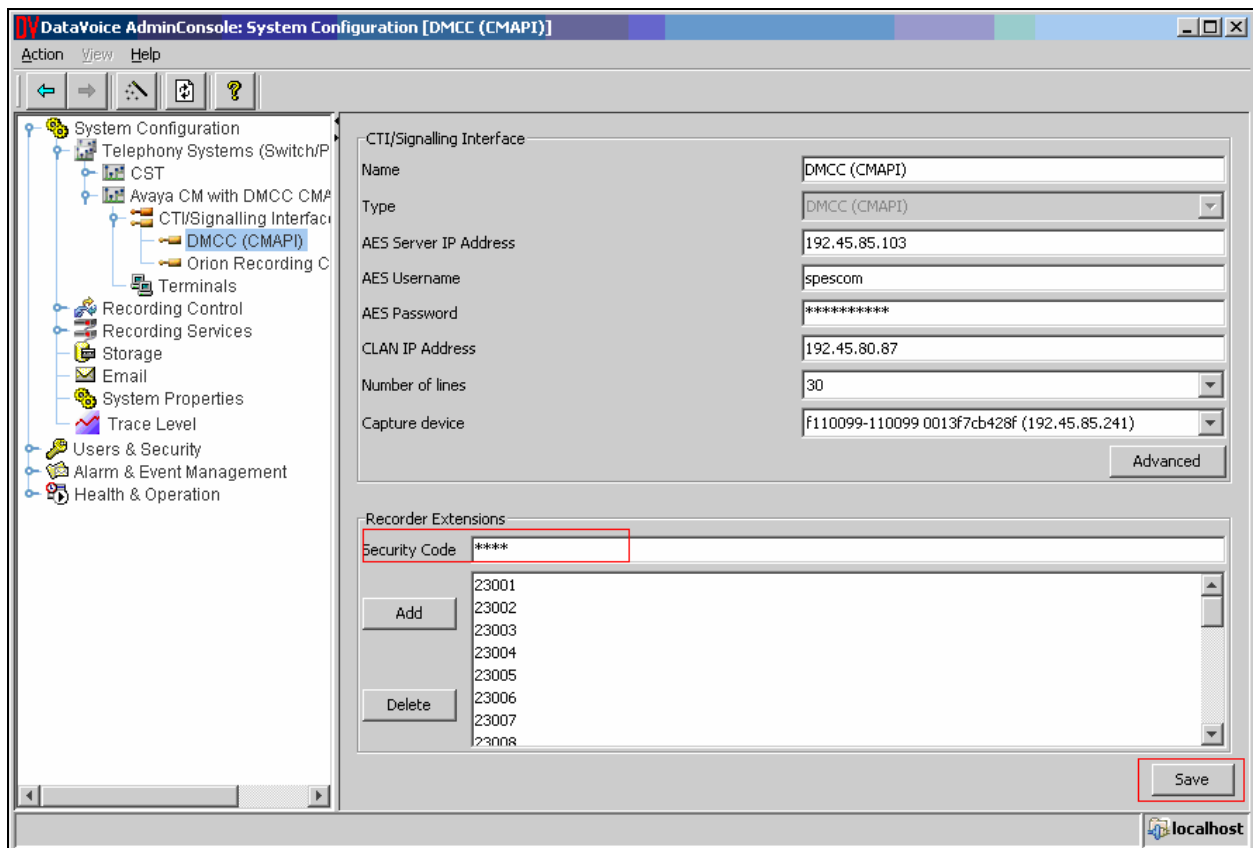 DV DataVoice AdminConsole: System Configuration [DMCC (CMAPI)]
Action View Help
System Configuration
Telephony Systems (Switch/P
CST
Avaya CM with DMCC CMA
CTI/Signalling Interfac
DMCC (CMAPI)
Orion Recording C
Terminals
Recording Control
Recording Services
Storage
Email
System Properties
Trace Level
Users & Security
Alarm & Event Management
Health & Operation
CTI/Signalling Interface
Name DMCC (CMAPI)
Type DMCC (CMAPI)
AES Server IP Address 192.45.85.103
AES Username spescom
AES Password **********
CLAN IP Address 192.45.80.87
Number of lines 30
Capture device f110099-110099 0013f7cb428f (192.45.85.241)
Advanced
Recorder Extensions
Security Code ****
Add
Delete
23001
23002
23003
23004
23005
23006
23007
23008
Save
localhost